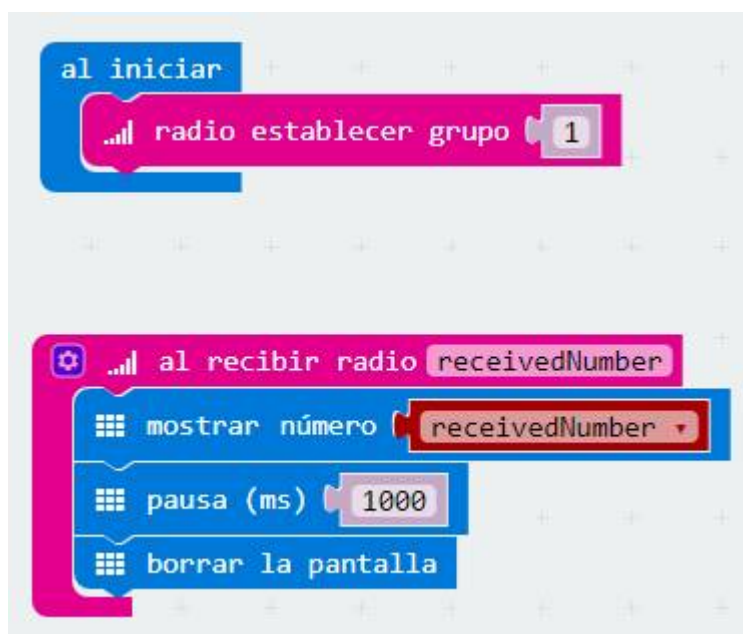 al iniciar
radio establecer grupo 1
al recibir radio receivedNumber
mostrar número receivedNumber
pausa (ms) 1000
borrar la pantalla